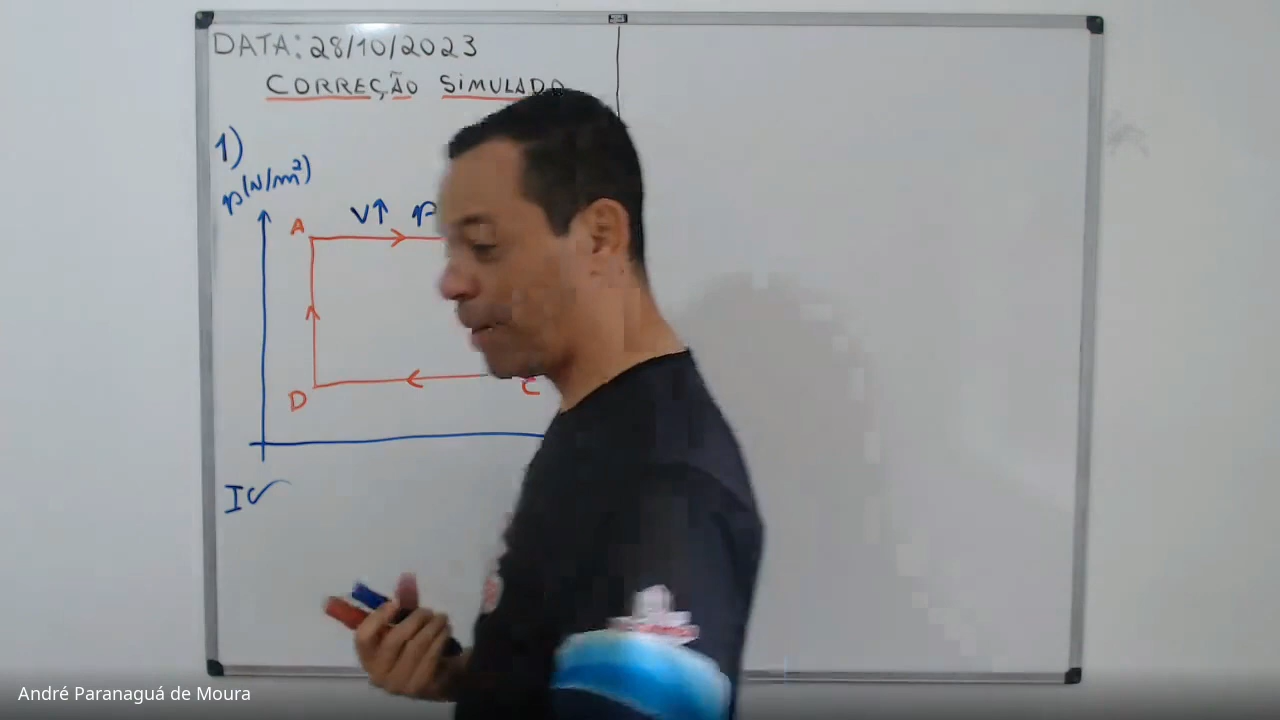 DATA: 28/10/2023
CORREÇÃO SIMULADO
1)
p(N/m²)
A V↑ p
D C
I✓
André Paranaguá de Moura